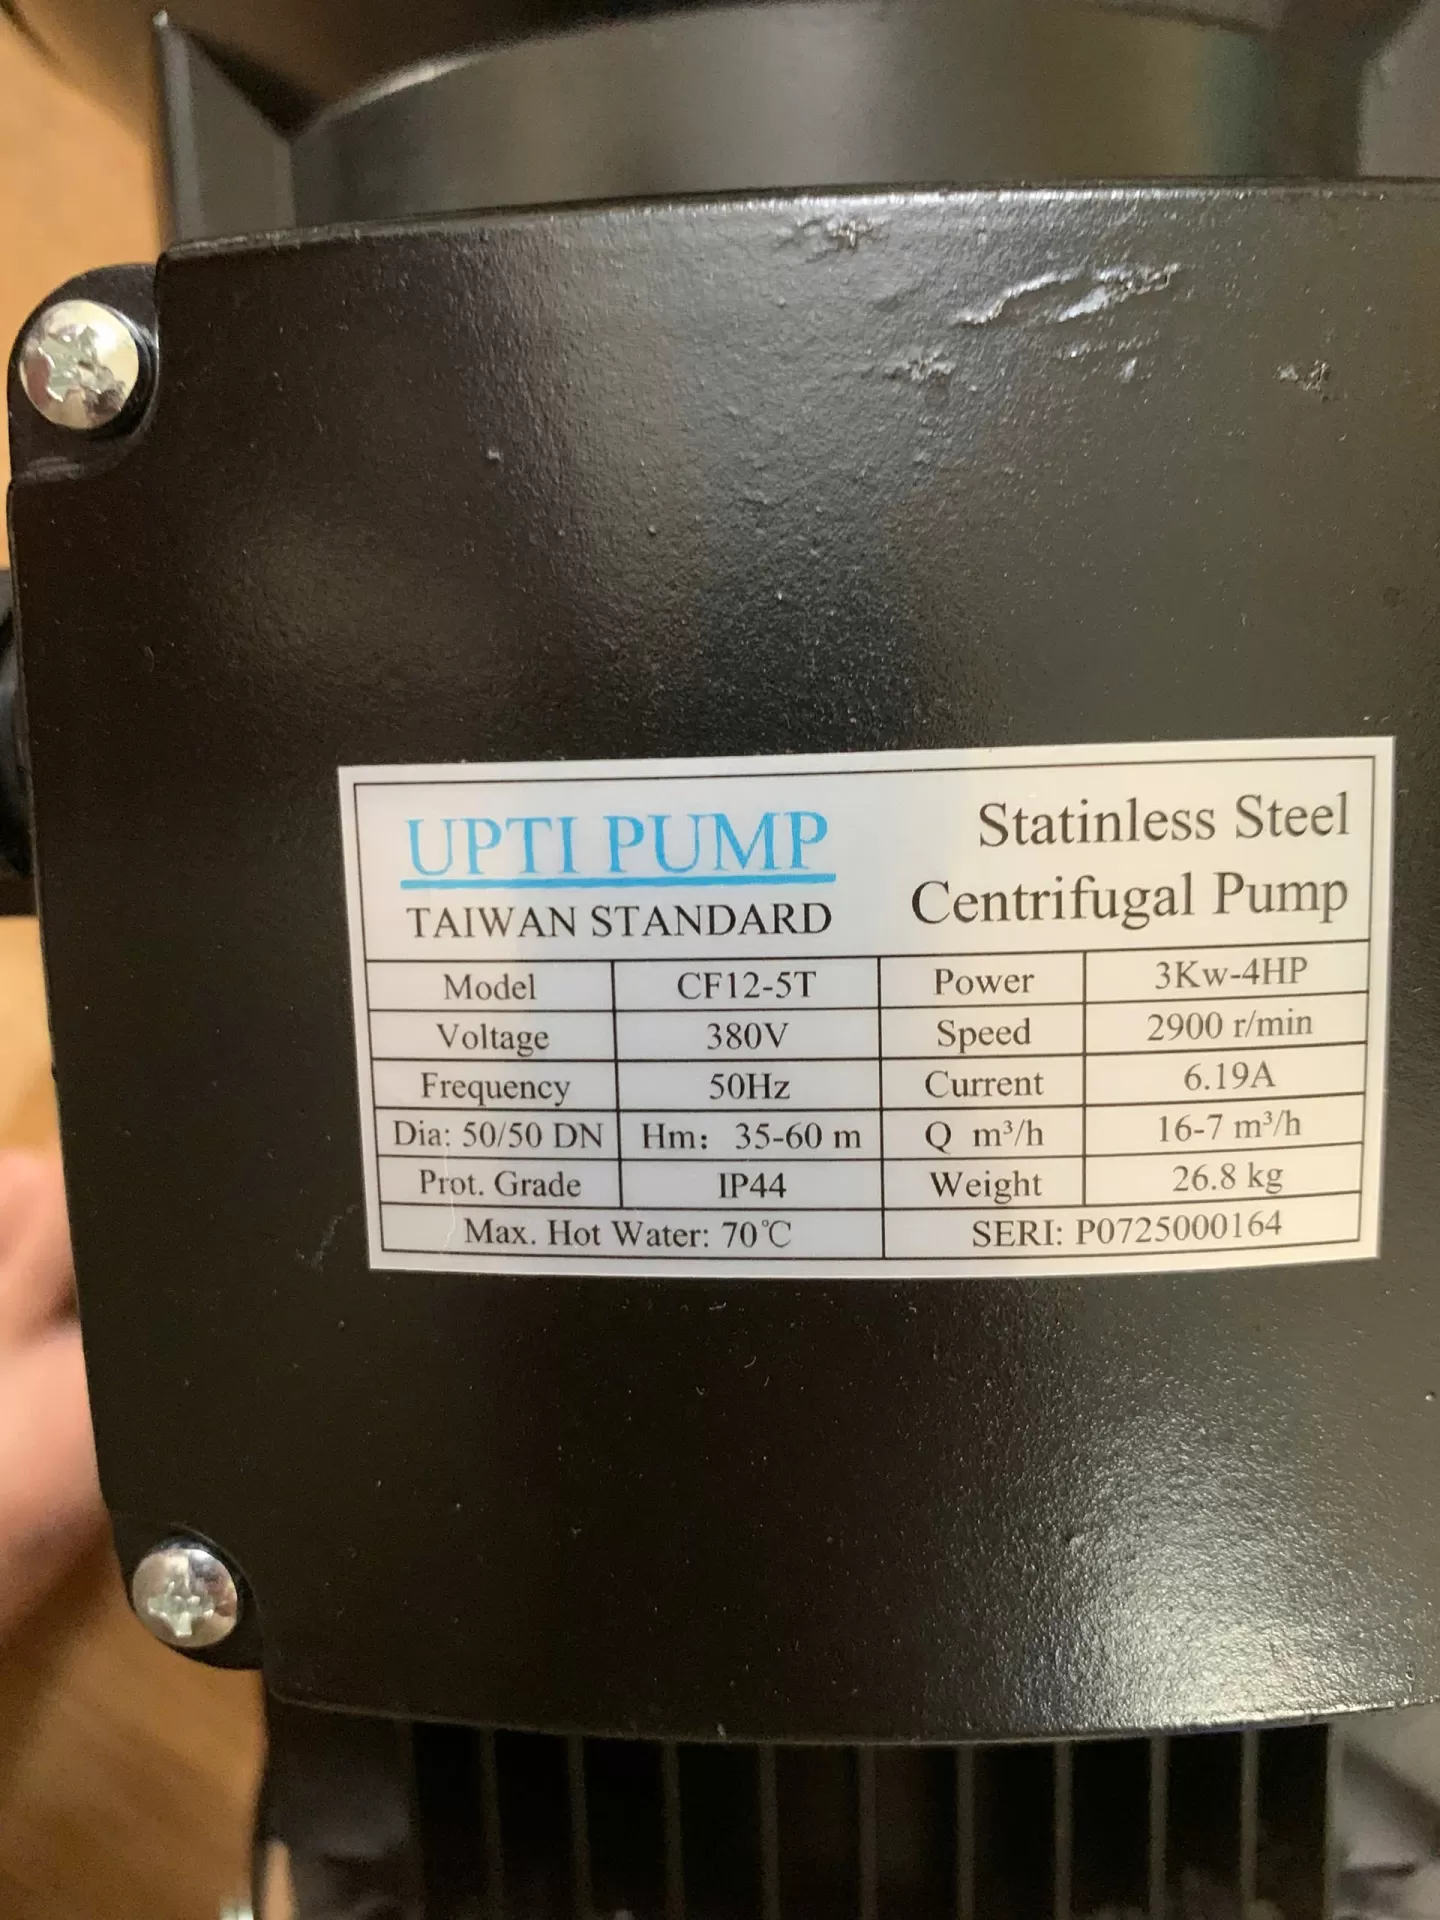 UPTI PUMP
TAIWAN STANDARD
Statinless Steel
Centrifugal Pump
Model CF12-5T Power 3Kw-4HP
Voltage 380V Speed 2900 r/min
Frequency 50Hz Current 6.19A
Dia: 50/50 DN Hm: 35-60 m Q m³/h 16-7 m³/h
Prot. Grade IP44 Weight 26.8 kg
Max. Hot Water: 70℃ SERI: P0725000164